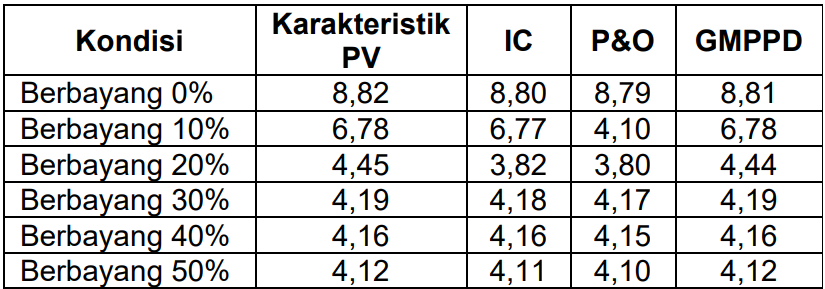 Kondisi Karakteristik PV IC P&O GMPPD
Berbayang 0% 8,82 8,80 8,79 8,81
Berbayang 10% 6,78 6,77 4,10 6,78
Berbayang 20% 4,45 3,82 3,80 4,44
Berbayang 30% 4,19 4,18 4,17 4,19
Berbayang 40% 4,16 4,16 4,15 4,16
Berbayang 50% 4,12 4,11 4,10 4,12